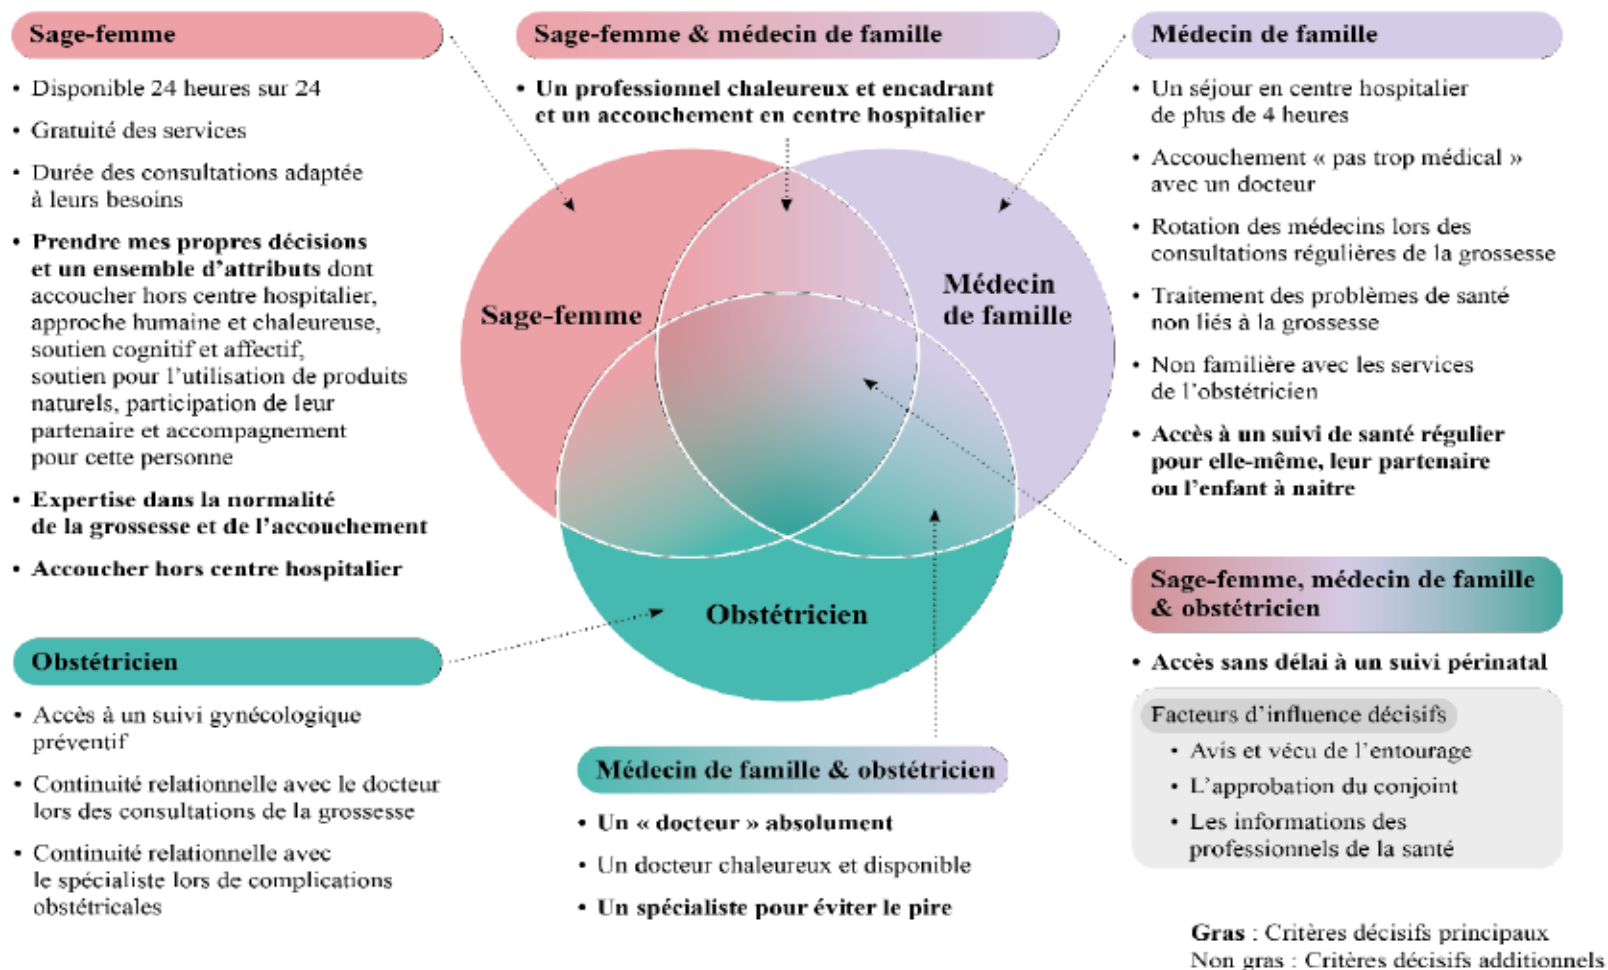 Sage-femme
• Disponible 24 heures sur 24
• Gratuité des services
• Durée des consultations adaptée
à leurs besoins
• Prendre mes propres décisions
et un ensemble d’attributs dont
accoucher hors centre hospitalier,
approche humaine et chaleureuse,
soutien cognitif et affectif,
soutien pour l’utilisation de produits
naturels, participation de leur
partenaire et accompagnement
pour cette personne
• Expertise dans la normalité
de la grossesse et de l’accouchement
• Accoucher hors centre hospitalier
Sage-femme & médecin de famille
• Un professionnel chaleureux et encadrant
et un accouchement en centre hospitalier
Médecin de famille
• Un séjour en centre hospitalier
de plus de 4 heures
• Accouchement « pas trop médical »
avec un docteur
• Rotation des médecins lors des
consultations régulières de la grossesse
• Traitement des problèmes de santé
non liés à la grossesse
• Non familière avec les services
de l’obstétricien
• Accès à un suivi de santé régulier
pour elle-même, leur partenaire
ou l’enfant à naitre
Sage-femme
Médecin
de famille
Obstétricien
Obstétricien
• Accès à un suivi gynécologique
préventif
• Continuité relationnelle avec le docteur
lors des consultations de la grossesse
• Continuité relationnelle avec
le spécialiste lors de complications
obstétricales
Médecin de famille & obstétricien
• Un « docteur » absolument
• Un docteur chaleureux et disponible
• Un spécialiste pour éviter le pire
Sage-femme, médecin de famille
& obstétricien
• Accès sans délai à un suivi périnatal
Facteurs d’influence décisifs
• Avis et vécu de l’entourage
• L’approbation du conjoint
• Les informations des
professionnels de la santé
Gras : Critères décisifs principaux
Non gras : Critères décisifs additionnels